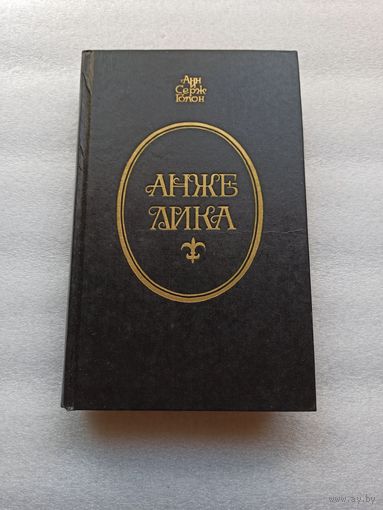 Анн
и
Серж
Голон
АНЖЕ
ЛИКА
www.ay.by